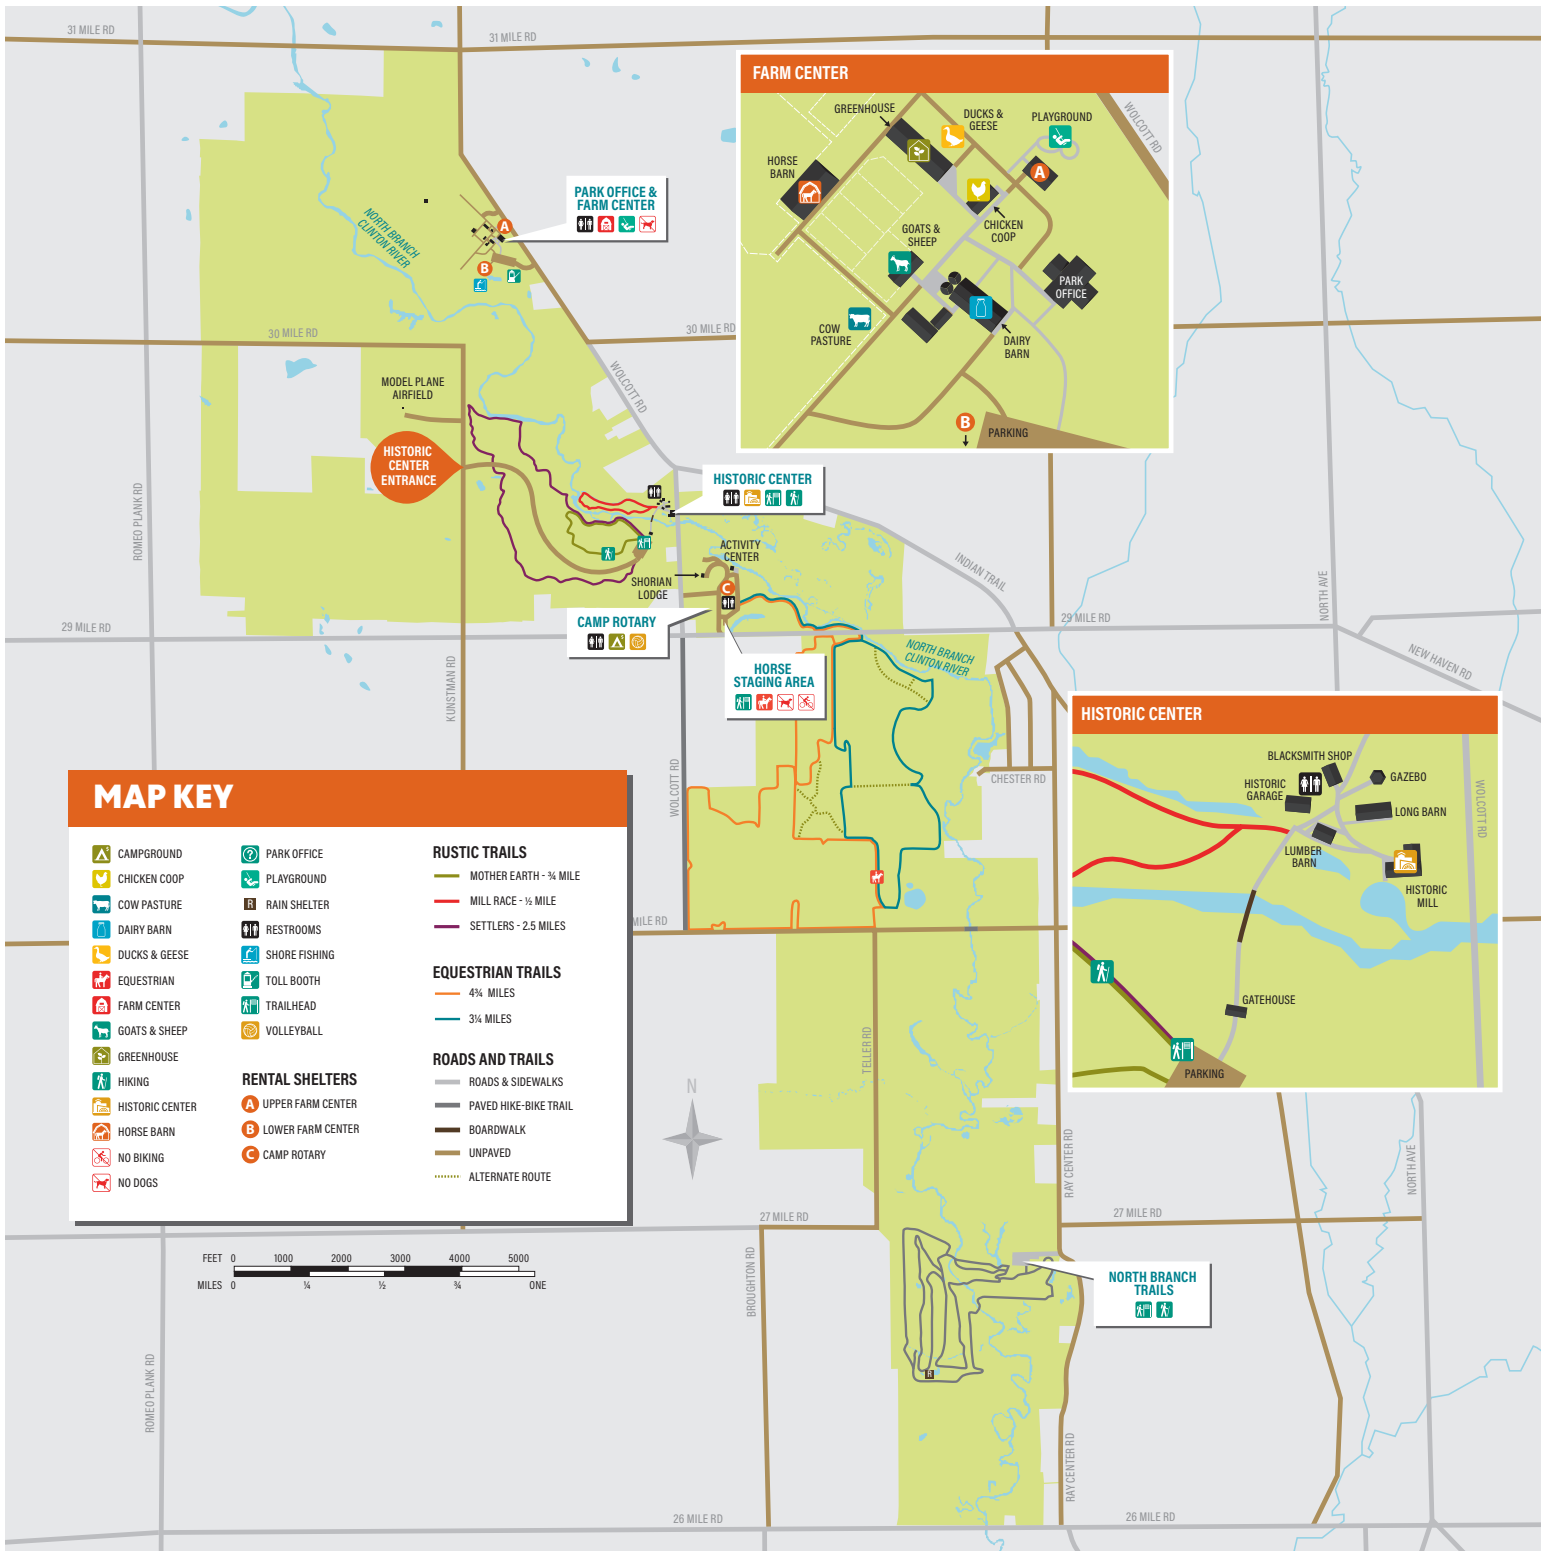 31 MILE RD
31 MILE RD
FARM CENTER
GREENHOUSE
DUCKS &
GEESE
PLAYGROUND
WOLCOTT RD
HORSE
BARN
A
CHICKEN
COOP
GOATS &
SHEEP
PARK
OFFICE
COW
PASTURE
DAIRY
BARN
B
PARKING
PARK OFFICE &
FARM CENTER
NORTH BRANCH
CLINTON RIVER
A
B
30 MILE RD
30 MILE RD
WOLCOTT RD
MODEL PLANE
AIRFIELD
HISTORIC
CENTER
ENTRANCE
HISTORIC CENTER
ROMEO PLANK RD
ACTIVITY
CENTER
SHORIAN
LODGE
C
INDIAN TRAIL
NORTH AVE
CAMP ROTARY
29 MILE RD
29 MILE RD
NEW HAVEN RD
NORTH BRANCH
CLINTON RIVER
HORSE
STAGING AREA
KUNSTMAN RD
WOLCOTT RD
CHESTER RD
HISTORIC CENTER
BLACKSMITH SHOP
HISTORIC
GARAGE
GAZEBO
LONG BARN
WOLCOTT RD
LUMBER
BARN
HISTORIC
MILL
GATEHOUSE
PARKING
MILE RD
MAP KEY
CAMPGROUND
CHICKEN COOP
COW PASTURE
DAIRY BARN
DUCKS & GEESE
EQUESTRIAN
FARM CENTER
GOATS & SHEEP
GREENHOUSE
HIKING
HISTORIC CENTER
HORSE BARN
NO BIKING
NO DOGS
? PARK OFFICE
PLAYGROUND
R RAIN SHELTER
RESTROOMS
SHORE FISHING
TOLL BOOTH
TRAILHEAD
VOLLEYBALL
RENTAL SHELTERS
A UPPER FARM CENTER
B LOWER FARM CENTER
C CAMP ROTARY
RUSTIC TRAILS
MOTHER EARTH - ¾ MILE
MILL RACE - ½ MILE
SETTLERS - 2.5 MILES
EQUESTRIAN TRAILS
4¾ MILES
3¼ MILES
ROADS AND TRAILS
ROADS & SIDEWALKS
PAVED HIKE-BIKE TRAIL
BOARDWALK
UNPAVED
ALTERNATE ROUTE
N
TELLER RD
RAY CENTER RD
NORTH AVE
27 MILE RD
27 MILE RD
FEET 0 1000 2000 3000 4000 5000
MILES 0 ¼ ½ ¾ ONE
BROUGHTON RD
NORTH BRANCH
TRAILS
R
ROMEO PLANK RD
RAY CENTER RD
26 MILE RD
26 MILE RD